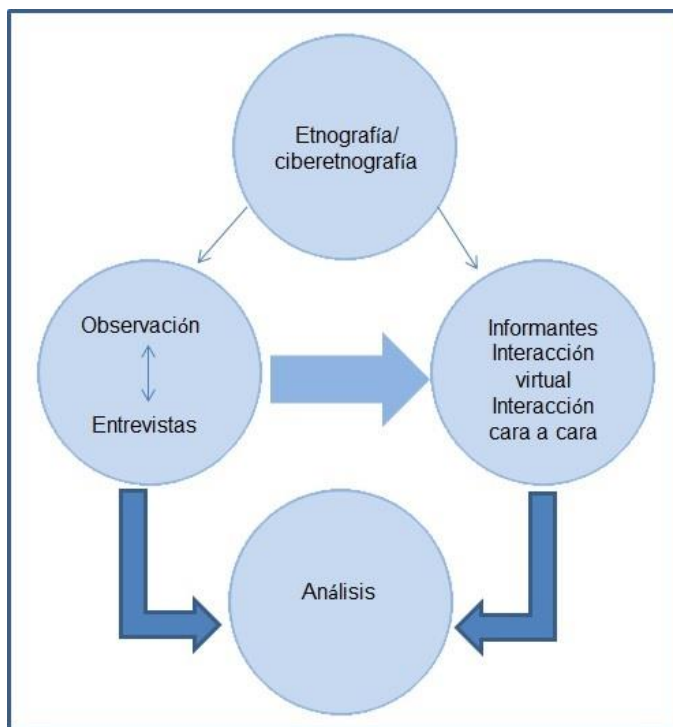 Etnografía/
ciberetnografía
Observación
Entrevistas
Informantes
Interacción
virtual
Interacción
cara a cara
Análisis